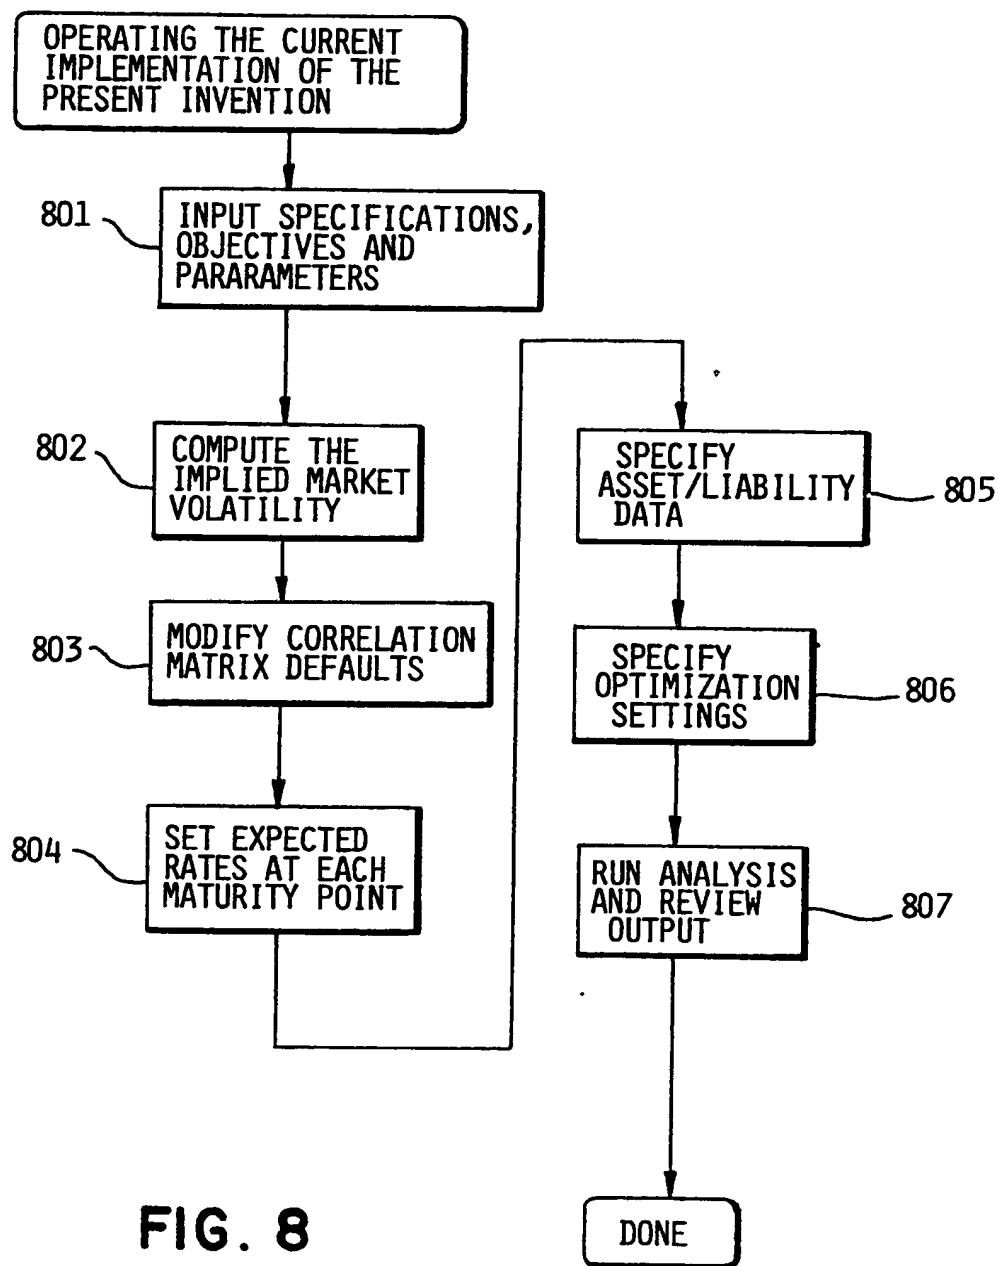 OPERATING THE CURRENT
IMPLEMENTATION OF THE
PRESENT INVENTION
801
INPUT SPECIFICATIONS,
OBJECTIVES AND
PARARAMETERS
802
COMPUTE THE
IMPLIED MARKET
VOLATILITY
803
MODIFY CORRELATION
MATRIX DEFAULTS
804
SET EXPECTED
RATES AT EACH
MATURITY POINT
SPECIFY
ASSET/LIABILITY
DATA
805
SPECIFY
OPTIMIZATION
SETTINGS
806
RUN ANALYSIS
AND REVIEW
OUTPUT
807
DONE
FIG. 8